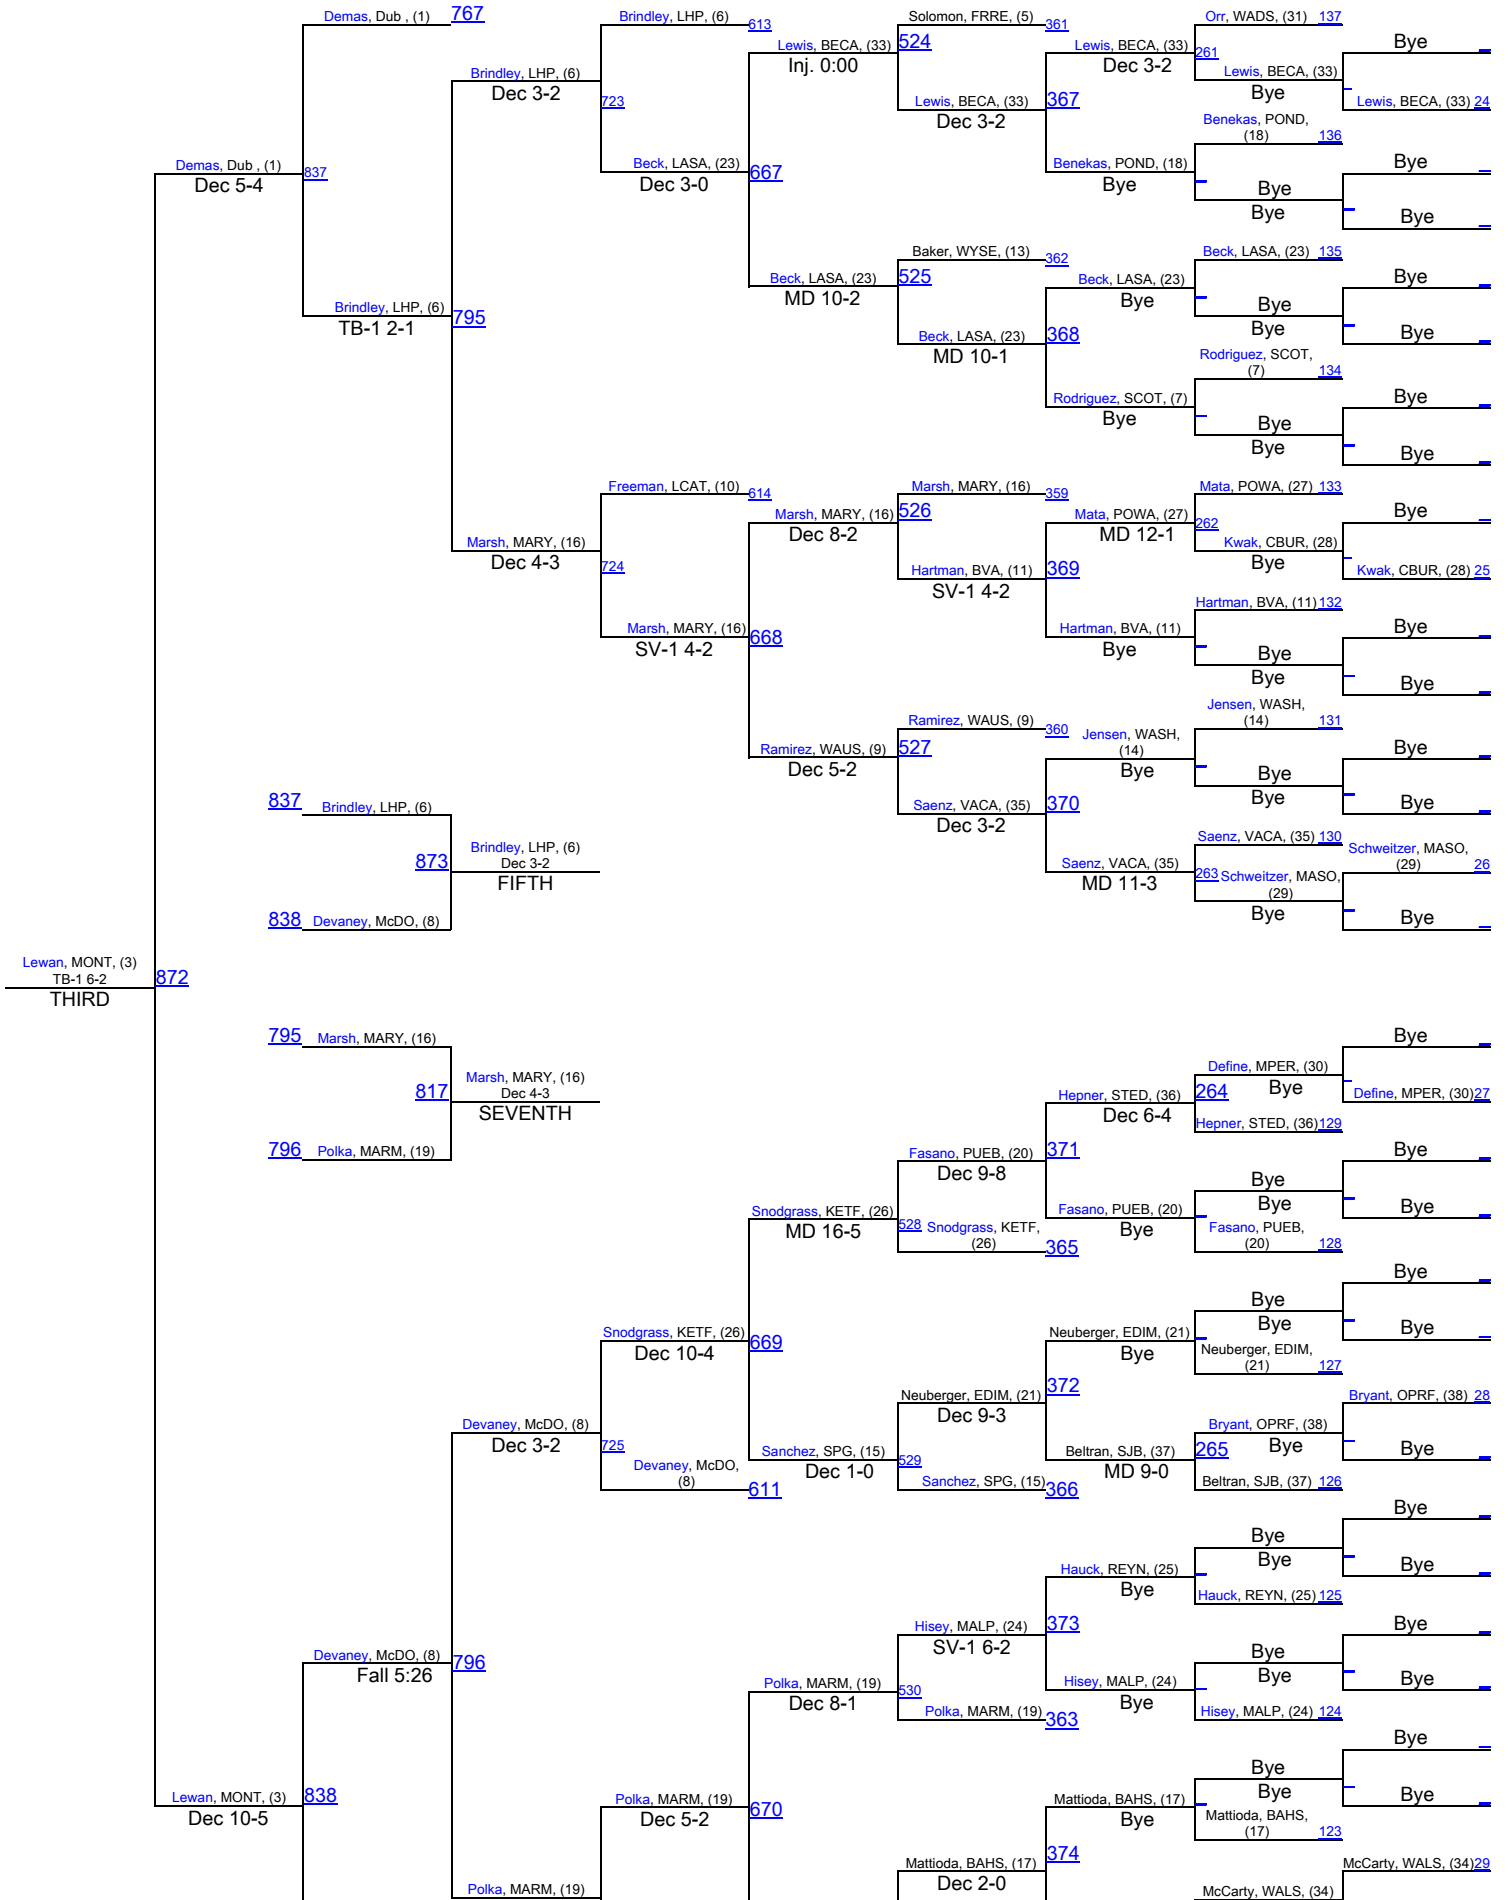 Demas, Dub , (1) 767
Brindley, LHP, (6) 613
Solomon, FRRE, (5) 361
Orr, WADS, (31) 137
Bye
Lewis, BECA, (33) 524
Inj. 0:00
Lewis, BECA, (33) 261
Dec 3-2
Lewis, BECA, (33)
Bye
Lewis, BECA, (33) 24
Brindley, LHP, (6)
Dec 3-2
723
Lewis, BECA, (33) 367
Dec 3-2
Benekas, POND,
(18) 136
Demas, Dub , (1) 837
Dec 5-4
Beck, LASA, (23) 667
Dec 3-0
Benekas, POND, (18)
Bye
Bye
Bye
Bye
Bye
Baker, WYSE, (13) 362
Beck, LASA, (23) 135
Bye
Beck, LASA, (23) 525
MD 10-2
Beck, LASA, (23)
Bye
Bye
Bye
Bye
Brindley, LHP, (6) 795
TB-1 2-1
Beck, LASA, (23) 368
MD 10-1
Rodriguez, SCOT,
(7) 134
Rodriguez, SCOT, (7)
Bye
Bye
Bye
Bye
Bye
Freeman, LCAT, (10) 614
Marsh, MARY, (16) 359
Mata, POWA, (27) 133
Bye
Marsh, MARY, (16) 526
Dec 8-2
Mata, POWA, (27) 262
MD 12-1
Kwak, CBUR, (28)
Bye
Kwak, CBUR, (28) 25
Marsh, MARY, (16)
Dec 4-3
724
Hartman, BVA, (11) 369
SV-1 4-2
Hartman, BVA, (11) 132
Marsh, MARY, (16) 668
SV-1 4-2
Hartman, BVA, (11)
Bye
Bye
Bye
Bye
Bye
Ramirez, WAUS, (9) 360
Jensen, WASH,
(14) 131
Ramirez, WAUS, (9) 527
Dec 5-2
Jensen, WASH,
(14)
Bye
Bye
Bye
Bye
Bye
837 Brindley, LHP, (6)
Saenz, VACA, (35) 370
Dec 3-2
Saenz, VACA, (35) 130
Schweitzer, MASO,
(29) 26
873
Brindley, LHP, (6)
Dec 3-2
FIFTH
Saenz, VACA, (35)
MD 11-3
263 Schweitzer, MASO,
(29)
Bye
Bye
838 Devaney, McDO, (8)
Lewan, MONT, (3)
TB-1 6-2
THIRD
872
795 Marsh, MARY, (16)
Bye
817
Marsh, MARY, (16)
Dec 4-3
SEVENTH
Define, MPER, (30)
264 Bye
Define, MPER, (30) 27
Hepner, STED, (36)
Dec 6-4
Hepner, STED, (36) 129
796 Polka, MARM, (19)
Fasano, PUEB, (20) 371
Dec 9-8
Bye
Bye
Bye
Bye
Snodgrass, KETF, (26)
MD 16-5
528 Snodgrass, KETF,
(26) 365
Fasano, PUEB, (20)
Bye
Fasano, PUEB,
(20) 128
Bye
Bye
Bye
Bye
Snodgrass, KETF, (26) 669
Dec 10-4
Neuberger, EDIM, (21)
Bye
Neuberger, EDIM,
(21) 127
Neuberger, EDIM, (21) 372
Dec 9-3
Bryant, OPRF, (38) 28
Devaney, McDO, (8)
Dec 3-2
725
Devaney, McDO,
(8) 611
Sanchez, SPG, (15) 529
Dec 1-0
Beltran, SJB, (37)
MD 9-0
Bryant, OPRF, (38)
265 Bye
Bye
Sanchez, SPG, (15) 366
Beltran, SJB, (37) 126
Bye
Bye
Bye
Bye
Hauck, REYN, (25)
Bye
Hauck, REYN, (25) 125
Hisey, MALP, (24) 373
SV-1 6-2
Bye
Devaney, McDO, (8) 796
Fall 5:26
Bye
Bye
Bye
Polka, MARM, (19) 530
Dec 8-1
Hisey, MALP, (24)
Bye
Polka, MARM, (19) 363
Hisey, MALP, (24) 124
Bye
Lewan, MONT, (3) 838
Dec 10-5
Polka, MARM, (19) 670
Dec 5-2
Mattioda, BAHS, (17)
Bye
Bye
Bye
Bye
Mattioda, BAHS,
(17) 123
Mattioda, BAHS, (17) 374
Dec 2-0
McCarty, WALS, (34) 29
Polka, MARM, (19)
McCarty, WALS, (34)